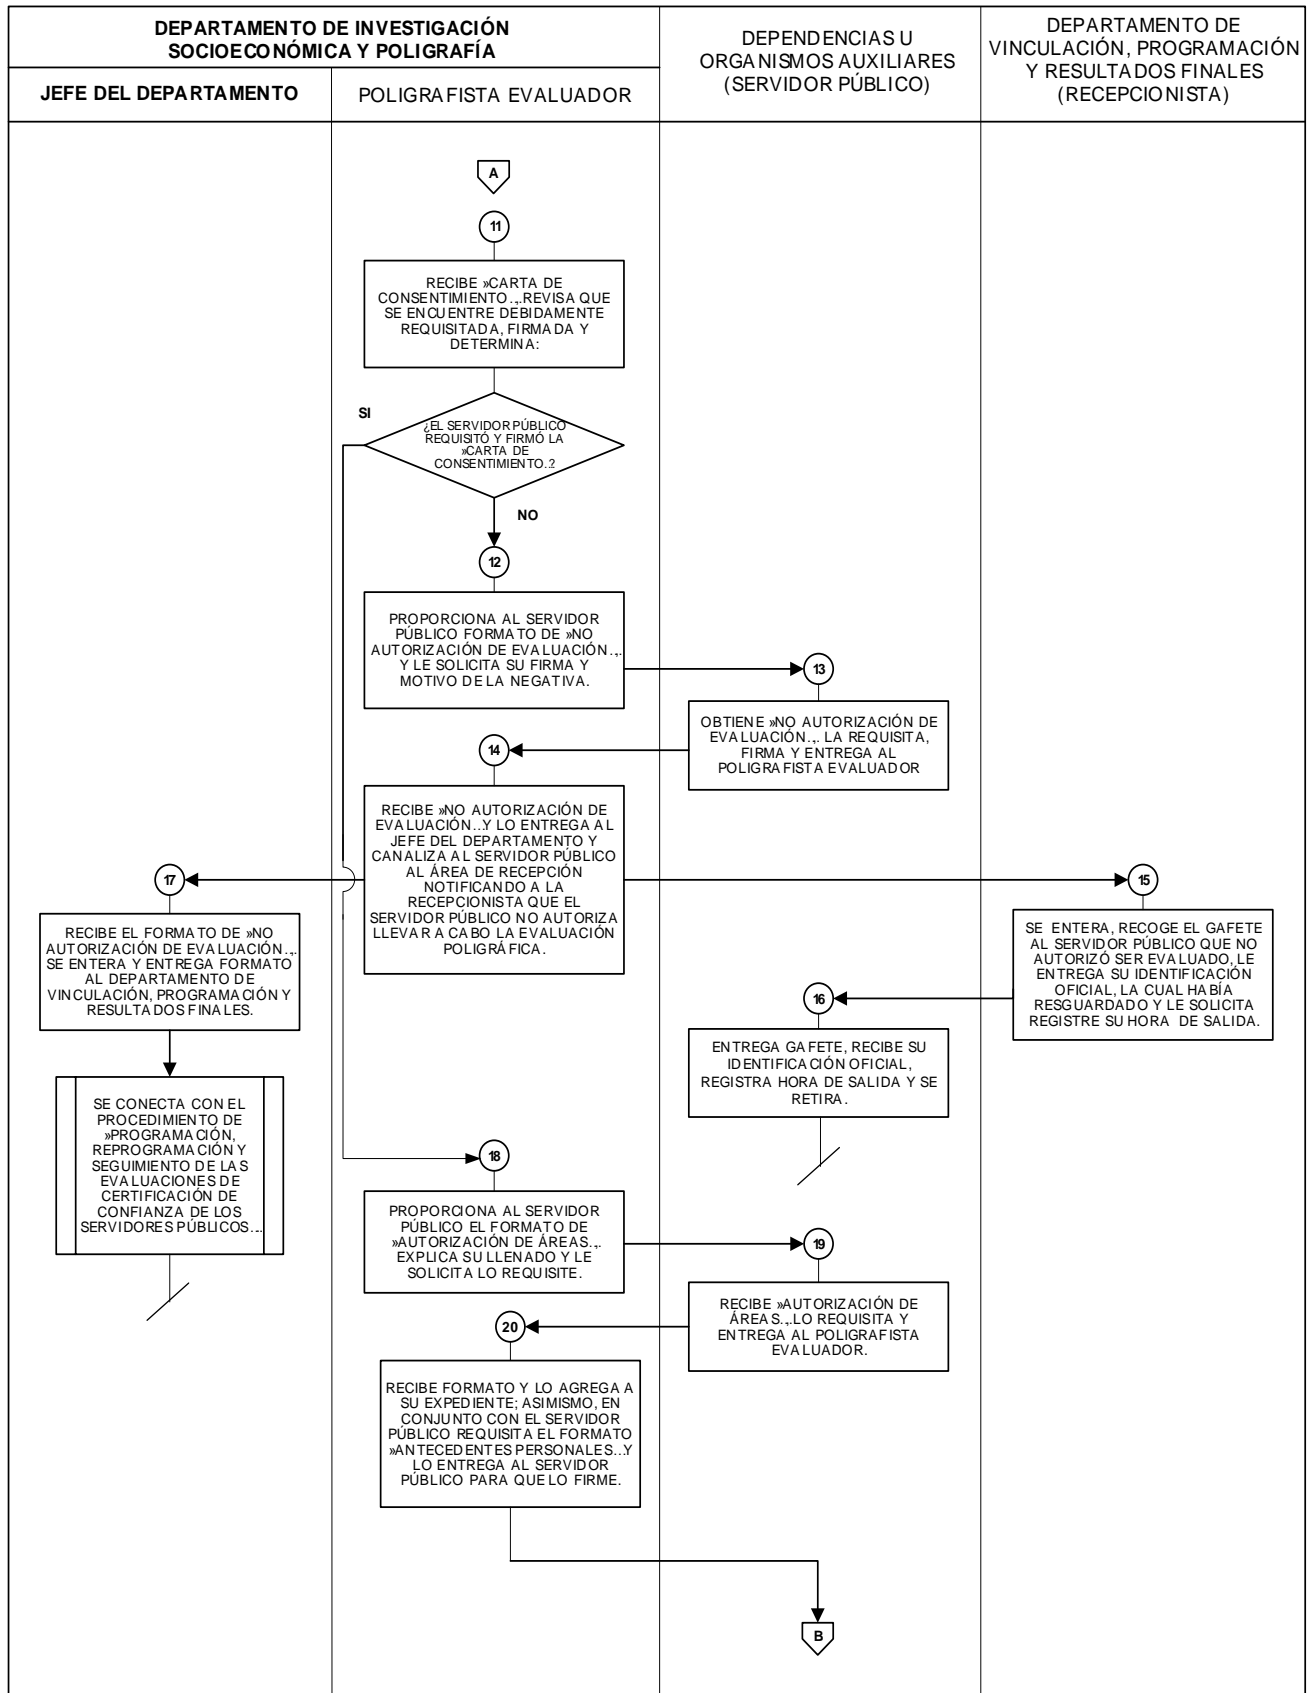 DEPARTAMENTO DE INVESTIGACIÓN
SOCIOECONÓMICA Y POLIGRAFÍA
DEPENDENCIAS U
ORGANISMOS AUXILIARES
(SERVIDOR PÚBLICO)
DEPARTAMENTO DE
VINCULACIÓN, PROGRAMACIÓN
Y RESULTADOS FINALES
(RECEPCIONISTA)
JEFE DEL DEPARTAMENTO
POLIGRAFISTA EVALUADOR
A
11
RECIBE »CARTA DE
CONSENTIMIENTO.,.REVISA QUE
SE ENCUENTRE DEBIDAMENTE
REQUISITADA, FIRMADA Y
DETERMINA:
SI
¿EL SERVIDOR PÚBLICO
REQUISITÓ Y FIRMÓ LA
»CARTA DE
CONSENTIMIENTO..?
NO
12
PROPORCIONA AL SERVIDOR
PÚBLICO FORMATO DE »NO
AUTORIZACIÓN DE EVALUACIÓN.,.
Y LE SOLICITA SU FIRMA Y
MOTIVO DE LA NEGATIVA.
13
OBTIENE »NO AUTORIZACIÓN DE
EVALUACIÓN.,. LA REQUISITA,
FIRMA Y ENTREGA AL
POLIGRAFISTA EVALUADOR
14
RECIBE »NO AUTORIZACIÓN DE
EVALUACIÓN...Y LO ENTREGA AL
JEFE DEL DEPARTAMENTO Y
CANALIZA AL SERVIDOR PÚBLICO
AL ÁREA DE RECEPCIÓN
NOTIFICANDO A LA
RECEPCIONISTA QUE EL
SERVIDOR PÚBLICO NO AUTORIZA
LLEVAR A CABO LA EVALUACIÓN
POLIGRÁFICA.
17
RECIBE EL FORMATO DE »NO
AUTORIZACIÓN DE EVALUACIÓN.,.
SE ENTERA Y ENTREGA FORMATO
AL DEPARTAMENTO DE
VINCULACIÓN, PROGRAMACIÓN Y
RESULTADOS FINALES.
15
SE ENTERA, RECOGE EL GAFETE
AL SERVIDOR PÚBLICO QUE NO
AUTORIZÓ SER EVALUADO, LE
ENTREGA SU IDENTIFICACIÓN
OFICIAL, LA CUAL HABÍA
RESGUARDADO Y LE SOLICITA
REGISTRE SU HORA DE SALIDA.
16
ENTREGA GAFETE, RECIBE SU
IDENTIFICACIÓN OFICIAL,
REGISTRA HORA DE SALIDA Y SE
RETIRA.
SE CONECTA CON EL
PROCEDIMIENTO DE
»PROGRAMACIÓN,
REPROGRAMACIÓN Y
SEGUIMIENTO DE LAS
EVALUACIONES DE
CERTIFICACIÓN DE
CONFIANZA DE LOS
SERVIDORES PÚBLICOS...
18
PROPORCIONA AL SERVIDOR
PÚBLICO EL FORMATO DE
»AUTORIZACIÓN DE ÁREAS.,.
EXPLICA SU LLENADO Y LE
SOLICITA LO REQUISITE.
19
RECIBE »AUTORIZACIÓN DE
ÁREAS.,.LO REQUISITA Y
ENTREGA AL POLIGRAFISTA
EVALUADOR.
20
RECIBE FORMATO Y LO AGREGA A
SU EXPEDIENTE; ASIMISMO, EN
CONJUNTO CON EL SERVIDOR
PÚBLICO REQUISITA EL FORMATO
»ANTECEDENTES PERSONALES...Y
LO ENTREGA AL SERVIDOR
PÚBLICO PARA QUE LO FIRME.
B